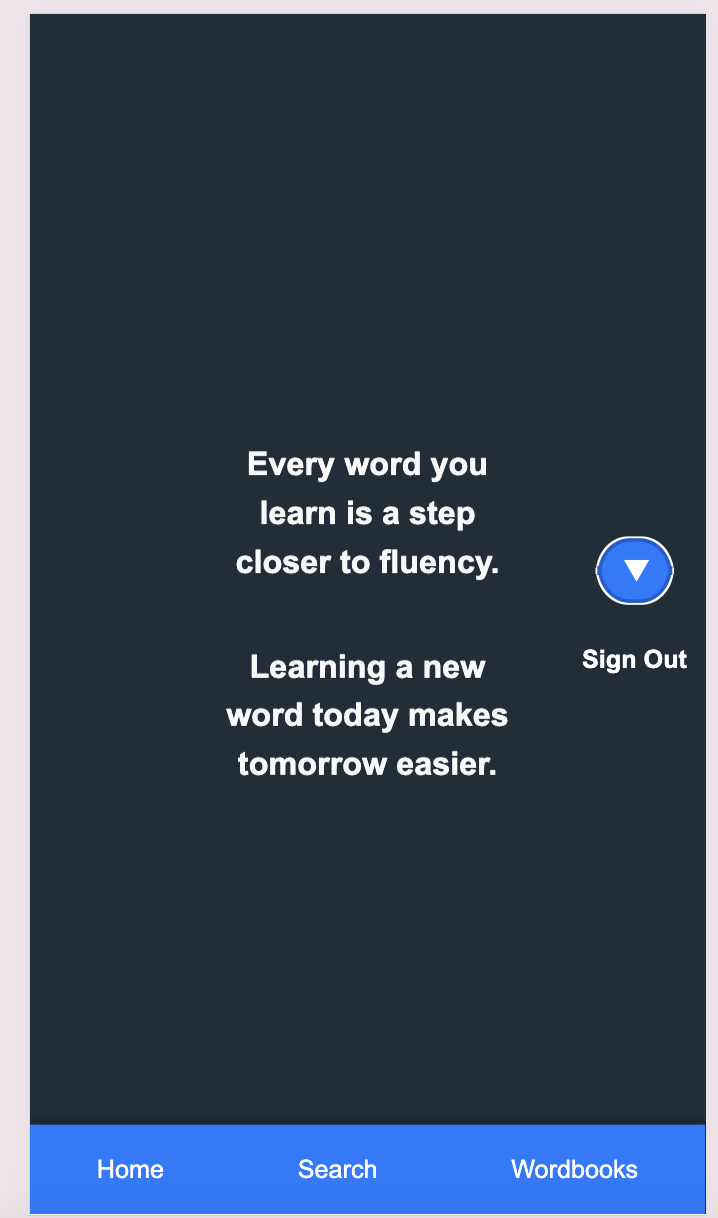 Every word you
learn is a step
closer to fluency.
Learning a new
word today makes
tomorrow easier.
Sign Out
Home
Search
Wordbooks